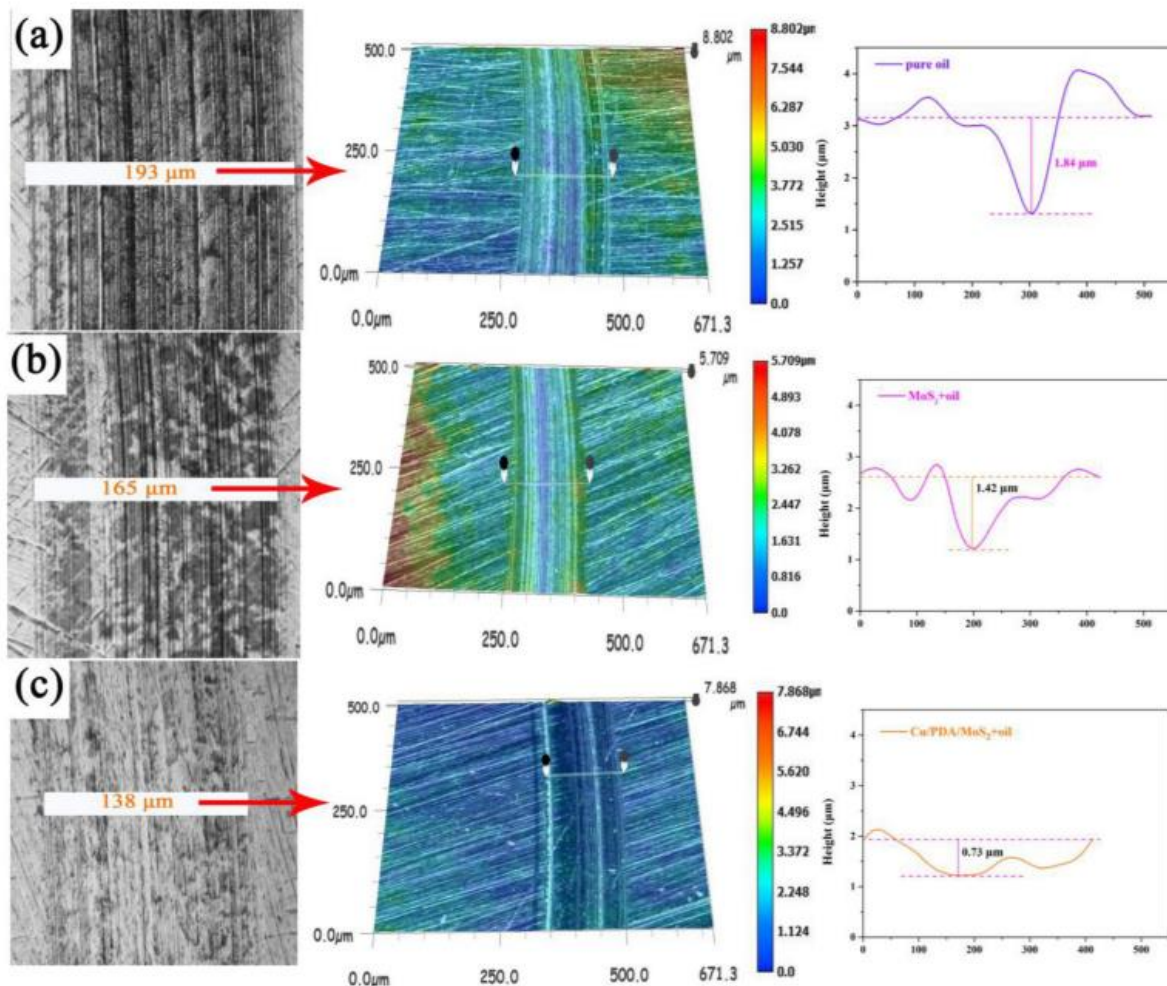 (a)
193 μm
500.0
250.0
0.0μm
0.0μm
250.0
500.0
671.3
8.802
μm
8.802μm
7.544
6.287
5.030
3.772
2.515
1.257
0.0
pure oil
1.84 μm
Height (μm)
4
3
2
1
0
0 100 200 300 400 500
(b)
165 μm
500.0
250.0
0.0μm
0.0μm
250.0
500.0
671.3
5.709
μm
5.709μm
4.893
4.078
3.262
2.447
1.631
0.816
0.0
MoS₂+oil
1.42 μm
Height (μm)
4
3
2
1
0
0 100 200 300 400 500
(c)
138 μm
500.0
250.0
0.0μm
0.0μm
250.0
500.0
671.3
7.868
μm
7.868μm
6.744
5.620
4.496
3.372
2.248
1.124
0.0
Cu/PDA/MoS₂+oil
0.73 μm
Height (μm)
4
3
2
1
0
0 100 200 300 400 500